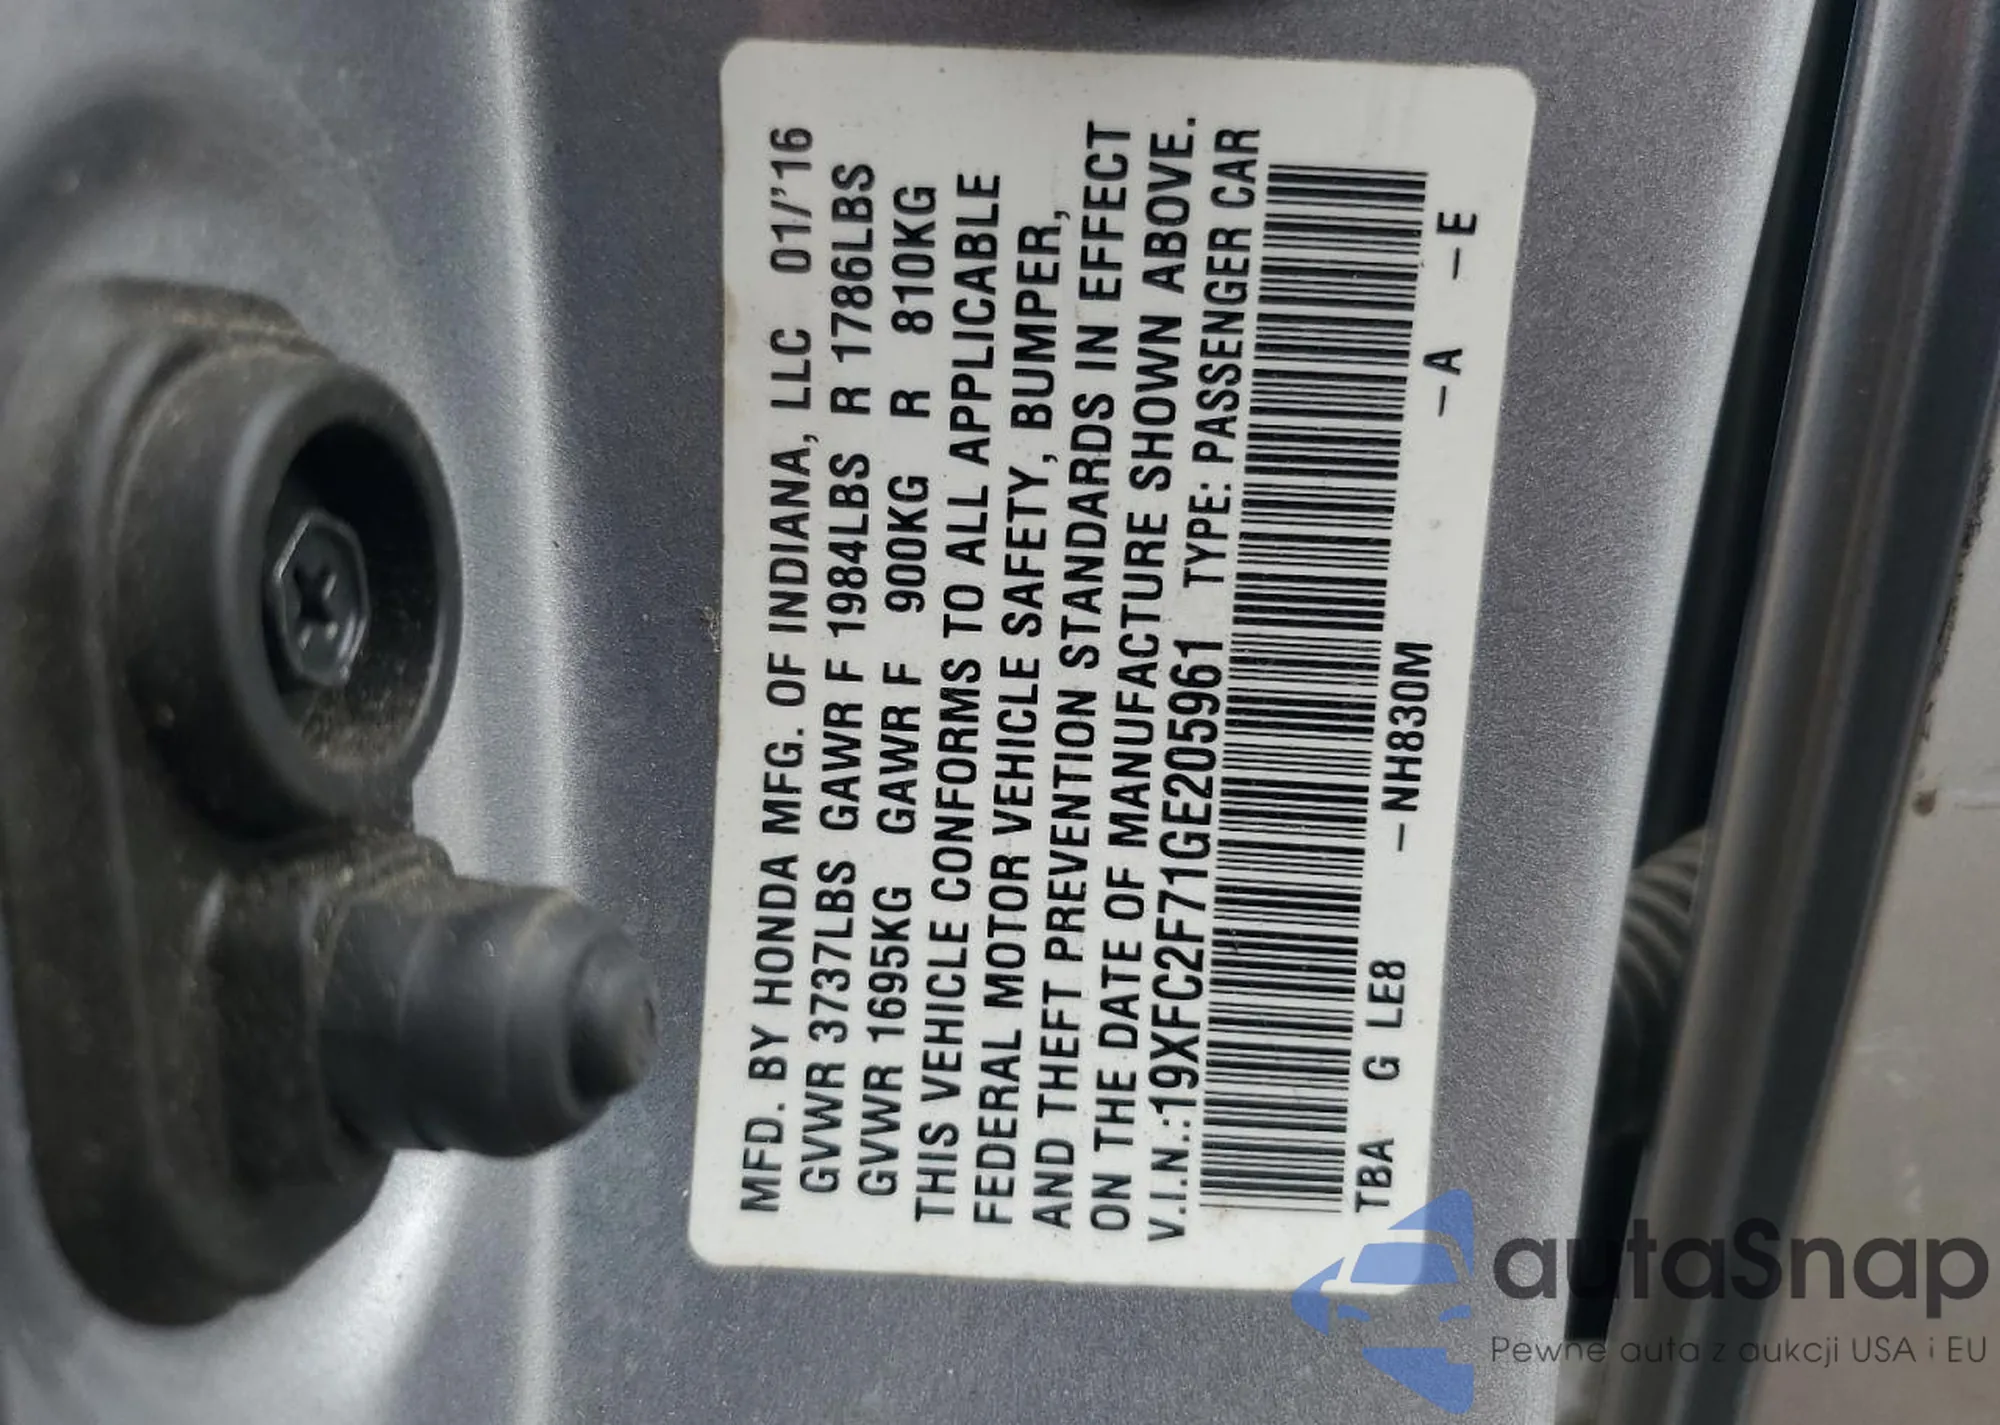 MFD. BY HONDA MFG. OF INDIANA, LLC 01/'16
GVWR 3737LBS GAWR F 1984LBS R 1786LBS
GVWR 1695KG GAWR F 900KG R 810KG
THIS VEHICLE CONFORMS TO ALL APPLICABLE
FEDERAL MOTOR VEHICLE SAFETY, BUMPER,
AND THEFT PREVENTION STANDARDS IN EFFECT
ON THE DATE OF MANUFACTURE SHOWN ABOVE.
V.I.N.:19XFC2F71GE205961 TYPE: PASSENGER CAR
TBA G LE8 –NH830M –A –E
autaSnap
Pewne auta z aukcji USA i EU